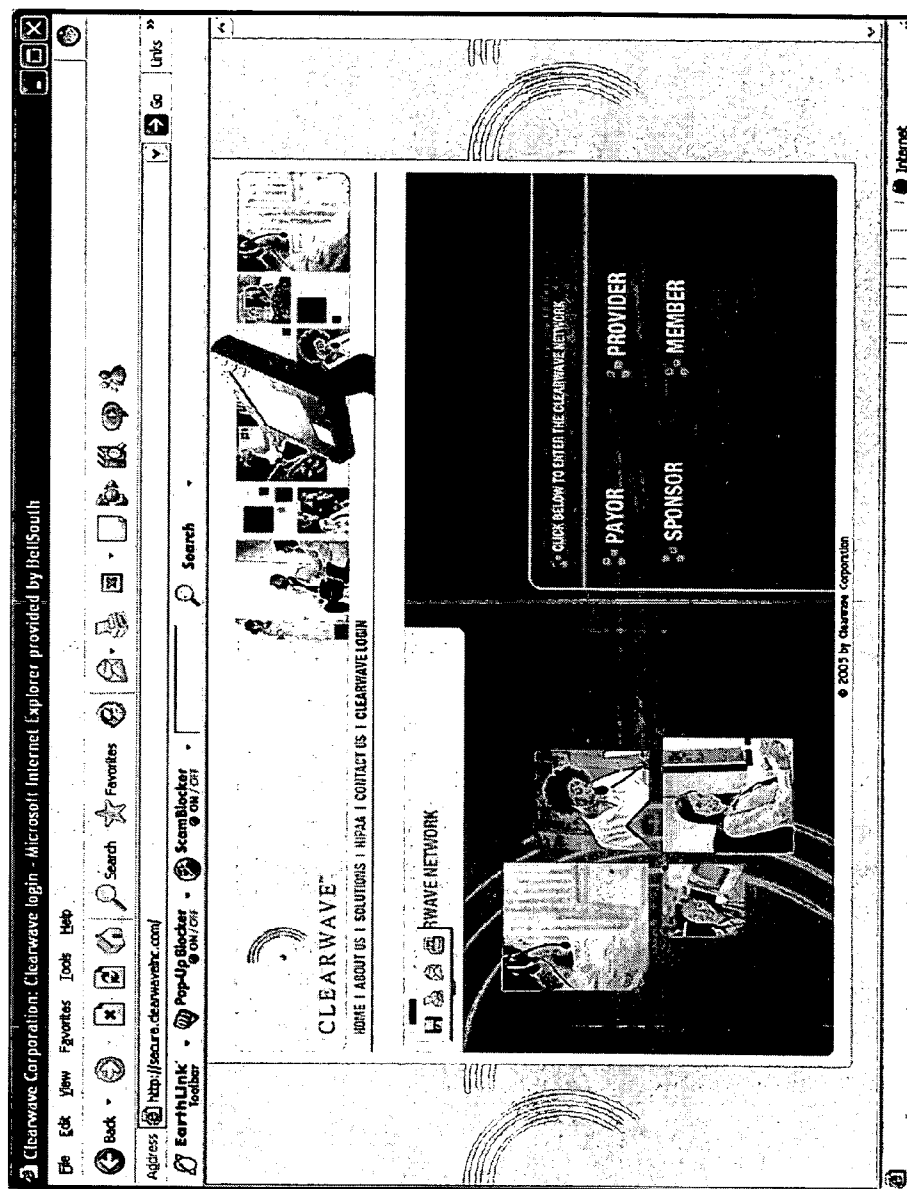 Clearwave Corporation: Clearwave login - Microsoft Internet Explorer provided by BellSouth
File Edit View Favorites Tools Help
Back Search Favorites
Address http://secure.clearwaveinc.com/ Go Links »
EarthLink Toolbar Pop-Up Blocker ON / OFF ScamBlocker ON / OFF Search
CLEARWAVE™
HOME | ABOUT US | SOLUTIONS | HIPAA | CONTACT US | CLEARWAVE LOGIN
RWAVE NETWORK
CLICK BELOW TO ENTER THE CLEARWAVE NETWORK
PAYOR PROVIDER
SPONSOR MEMBER
© 2005 by Clearwave Corporation
Internet